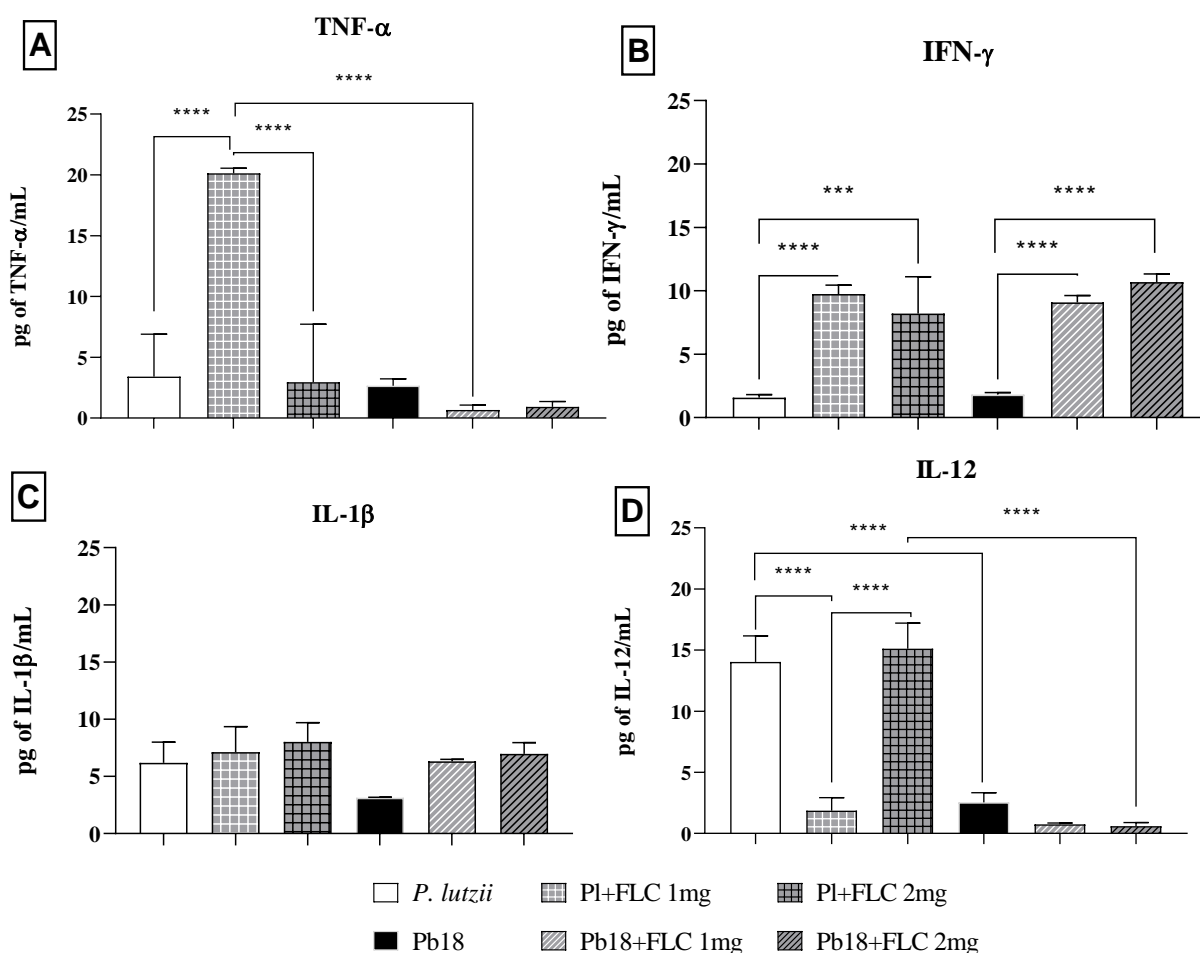 A
TNF-α
****
****
****
25
20
15
10
5
0
pg of TNF-α/mL
B
IFN-γ
***
****
****
****
25
20
15
10
5
0
pg of IFN-γ/mL
C
IL-1β
25
20
15
10
5
0
pg of IL-1β/mL
D
IL-12
****
****
****
****
25
20
15
10
5
0
pg of IL-12/mL
P. lutzii
Pl+FLC 1mg
Pl+FLC 2mg
Pb18
Pb18+FLC 1mg
Pb18+FLC 2mg